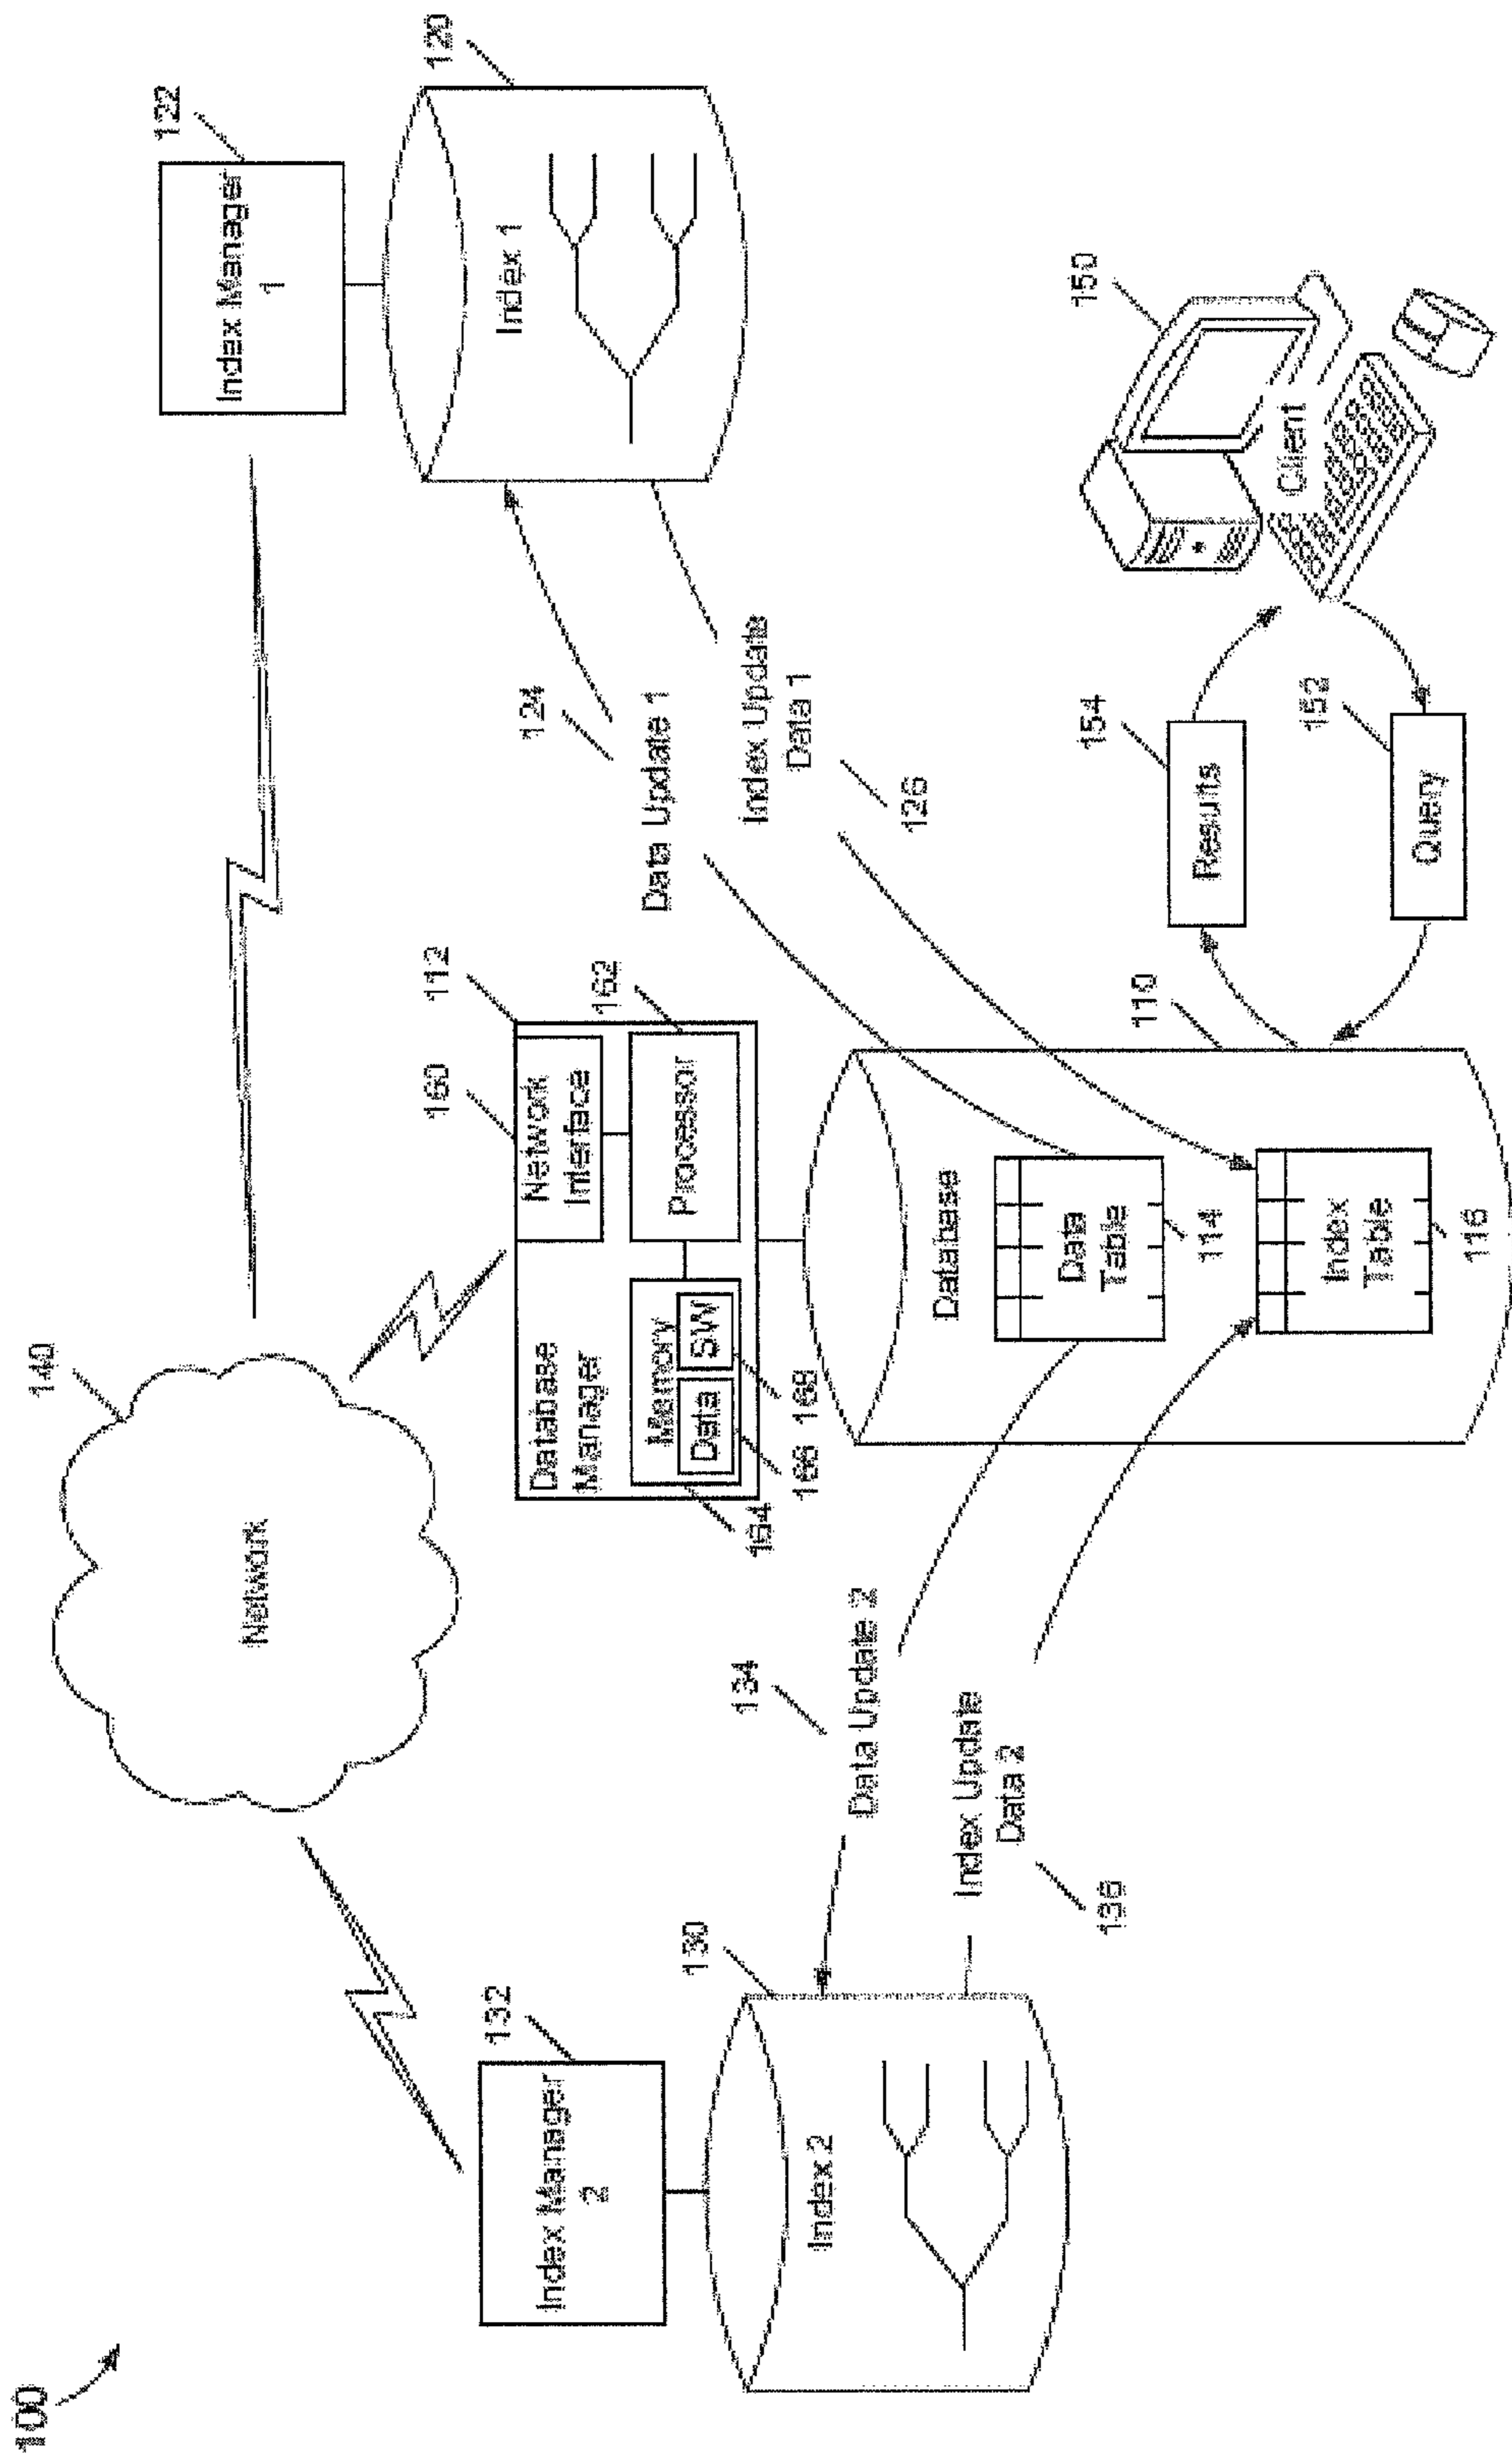 100
140
Network
132
Index Manager
2
130
Index 2
134
Data Update 2
Index Update
Data 2
136
160
112
Database
Manager
Network
Interface
162
Memory
Data
SW
Processor
164
166
168
Database
110
Data
Table
114
Index
Table
116
122
Index Manager
1
120
Index 1
124
Data Update 1
Index Update
Data 1
126
154
Results
152
Query
150
Client